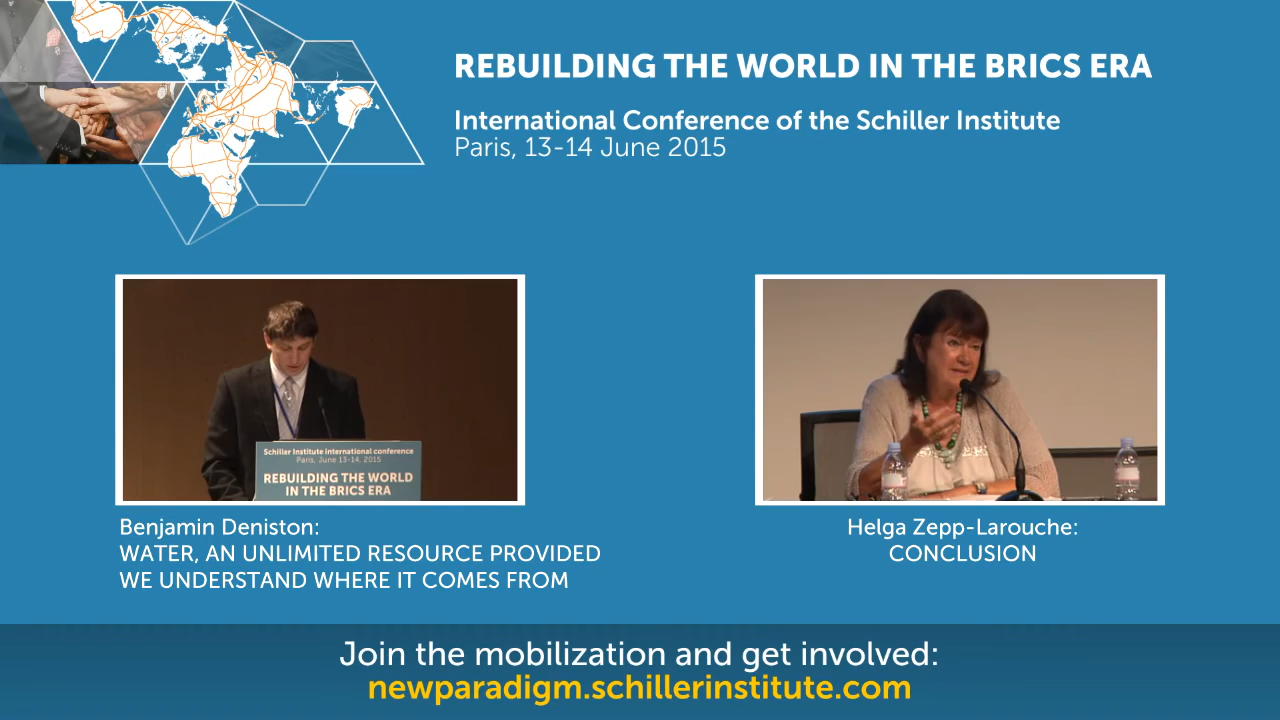 REBUILDING THE WORLD IN THE BRICS ERA
International Conference of the Schiller Institute
Paris, 13-14 June 2015
Schiller Institute international conference
Paris, June 13-14, 2015
REBUILDING THE WORLD
IN THE BRICS ERA
Benjamin Deniston:
WATER, AN UNLIMITED RESOURCE PROVIDED
WE UNDERSTAND WHERE IT COMES FROM
Helga Zepp-Larouche:
CONCLUSION
Join the mobilization and get involved:
newparadigm.schillerinstitute.com